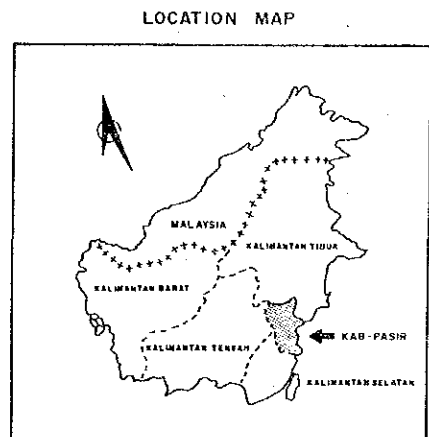 LOCATION MAP
MALAYSIA
KALIMANTAN TIMUR
KALIMANTAN BARAT
KAB-PASIR
KALIMANTAN TENGAH
KALIMANTAN SELATAN